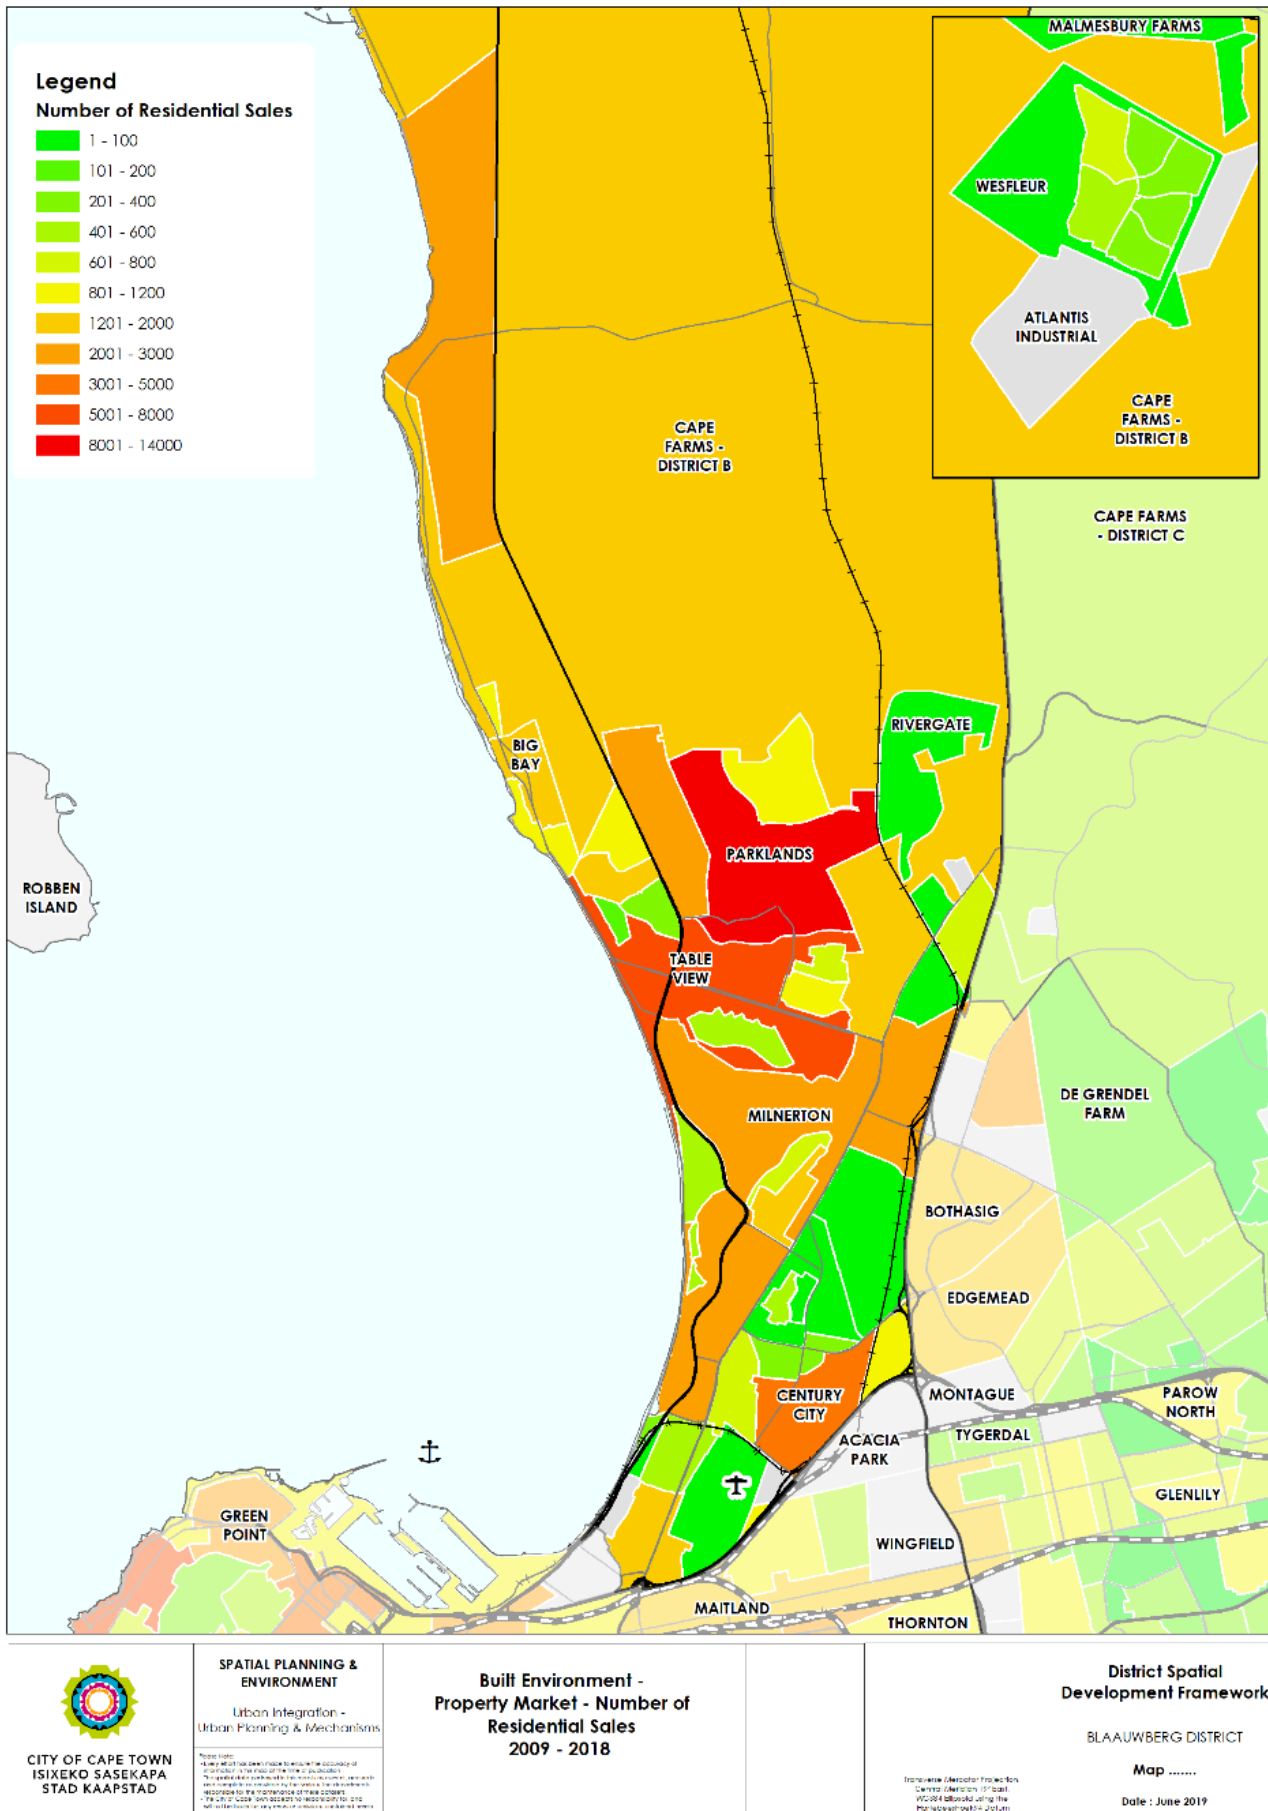 Legend
Number of Residential Sales
1 - 100
101 - 200
201 - 400
401 - 600
601 - 800
801 - 1200
1201 - 2000
2001 - 3000
3001 - 5000
5001 - 8000
8001 - 14000
MALMESBURY FARMS
WESFLEUR
ATLANTIS
INDUSTRIAL
CAPE
FARMS -
DISTRICT B
CAPE
FARMS -
DISTRICT B
CAPE FARMS
- DISTRICT C
RIVERGATE
BIG
BAY
PARKLANDS
ROBBEN
ISLAND
TABLE
VIEW
DE GRENDEL
FARM
MILNERTON
BOTHASIG
EDGEMEAD
CENTURY
CITY
MONTAGUE
PAROW
NORTH
ACACIA
PARK
TYGERDAL
GLENLILY
GREEN
POINT
WINGFIELD
MAITLAND
THORNTON
CITY OF CAPE TOWN
ISIXEKO SASEKAPA
STAD KAAPSTAD
SPATIAL PLANNING &
ENVIRONMENT
Urban Integration -
Urban Planning & Mechanisms
Built Environment -
Property Market - Number of
Residential Sales
2009 - 2018
District Spatial
Development Framework
BLAAUWBERG DISTRICT
Map .......
Date : June 2019
Transverse Mercator Projection,